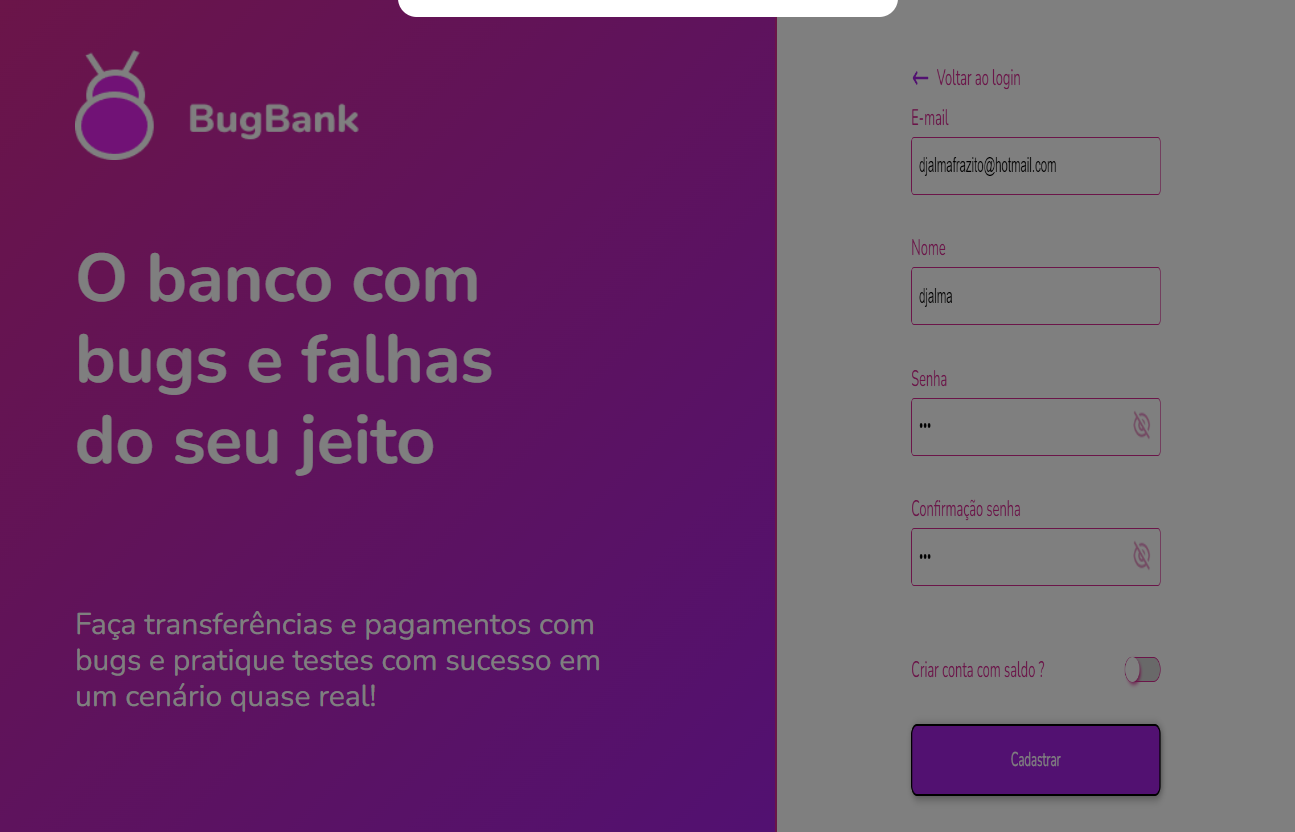 BugBank
O banco com
bugs e falhas
do seu jeito
Faça transferências e pagamentos com
bugs e pratique testes com sucesso em
um cenário quase real!
← Voltar ao login
E-mail
djalmafrazito@hotmail.com
Nome
djalma
Senha
•••
Confirmação senha
•••
Criar conta com saldo ?
Cadastrar